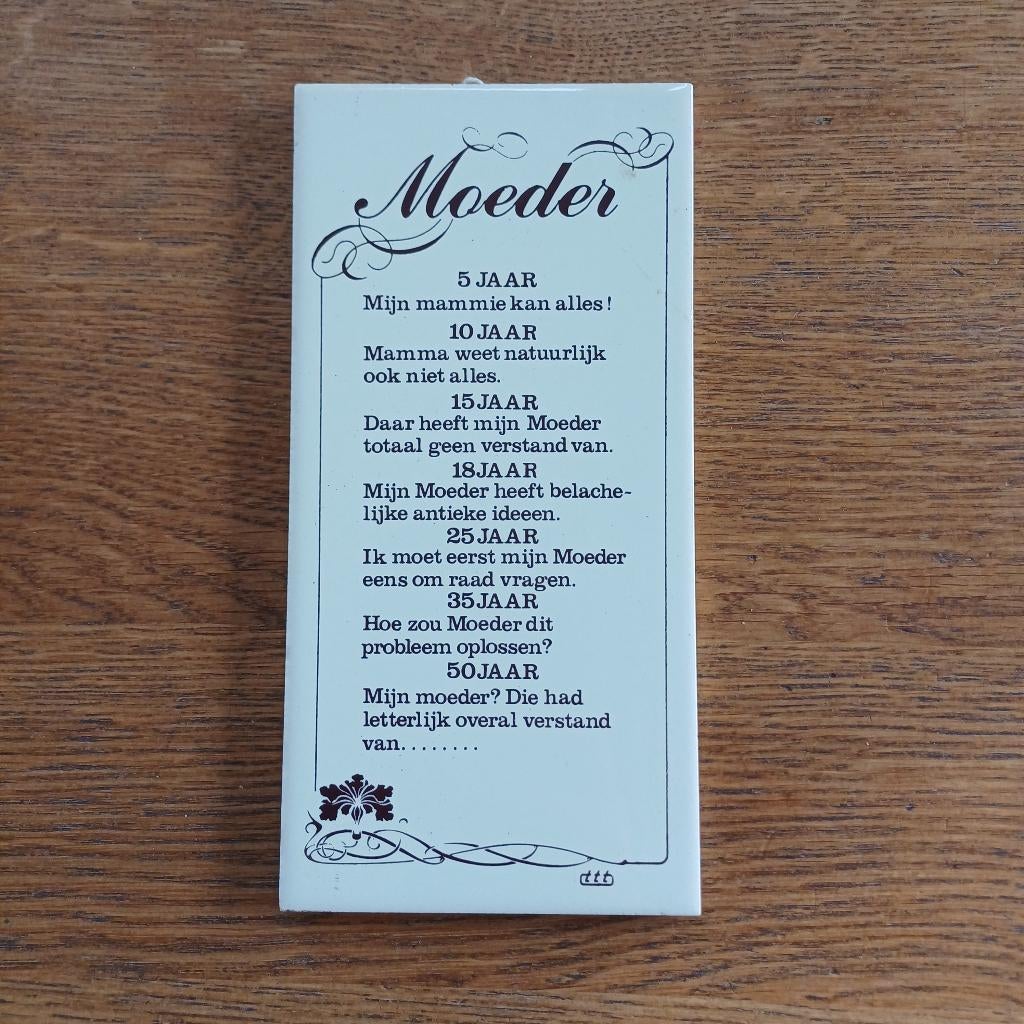 Moeder
5 JAAR
Mijn mammie kan alles!
10 JAAR
Mamma weet natuurlijk
ook niet alles.
15 JAAR
Daar heeft mijn Moeder
totaal geen verstand van.
18 JAAR
Mijn Moeder heeft belache-
lijke antieke ideeen.
25 JAAR
Ik moet eerst mijn Moeder
eens om raad vragen.
35 JAAR
Hoe zou Moeder dit
probleem oplossen?
50 JAAR
Mijn moeder? Die had
letterlijk overal verstand
van........
ttt